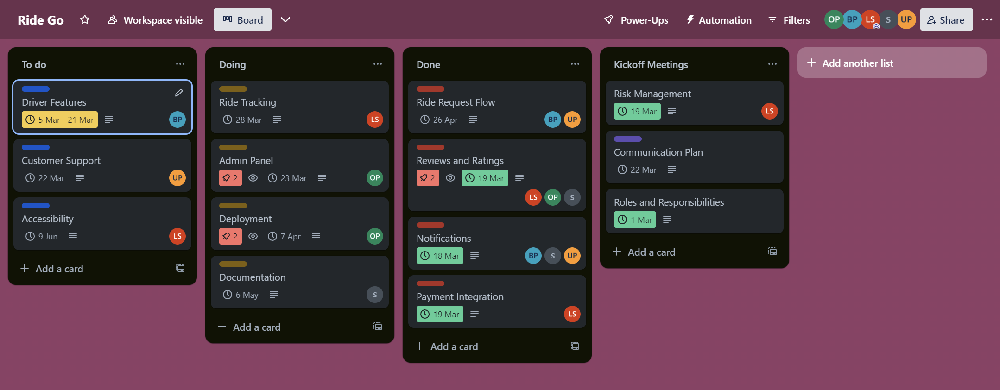 Ride Go
Workspace visible
Board
Power-Ups
Automation
Filters
OP
BP
LS
S
UP
Share
To do
Driver Features
5 Mar - 21 Mar
BP
Customer Support
22 Mar
UP
Accessibility
9 Jun
LS
Add a card
Doing
Ride Tracking
28 Mar
LS
Admin Panel
2
23 Mar
OP
Deployment
2
7 Apr
OP
Documentation
6 May
S
Add a card
Done
Ride Request Flow
26 Apr
BP
UP
Reviews and Ratings
2
19 Mar
LS
OP
S
Notifications
18 Mar
BP
S
UP
Payment Integration
19 Mar
LS
Add a card
Kickoff Meetings
Risk Management
19 Mar
LS
Communication Plan
22 Mar
Roles and Responsibilities
1 Mar
Add a card
Add another list